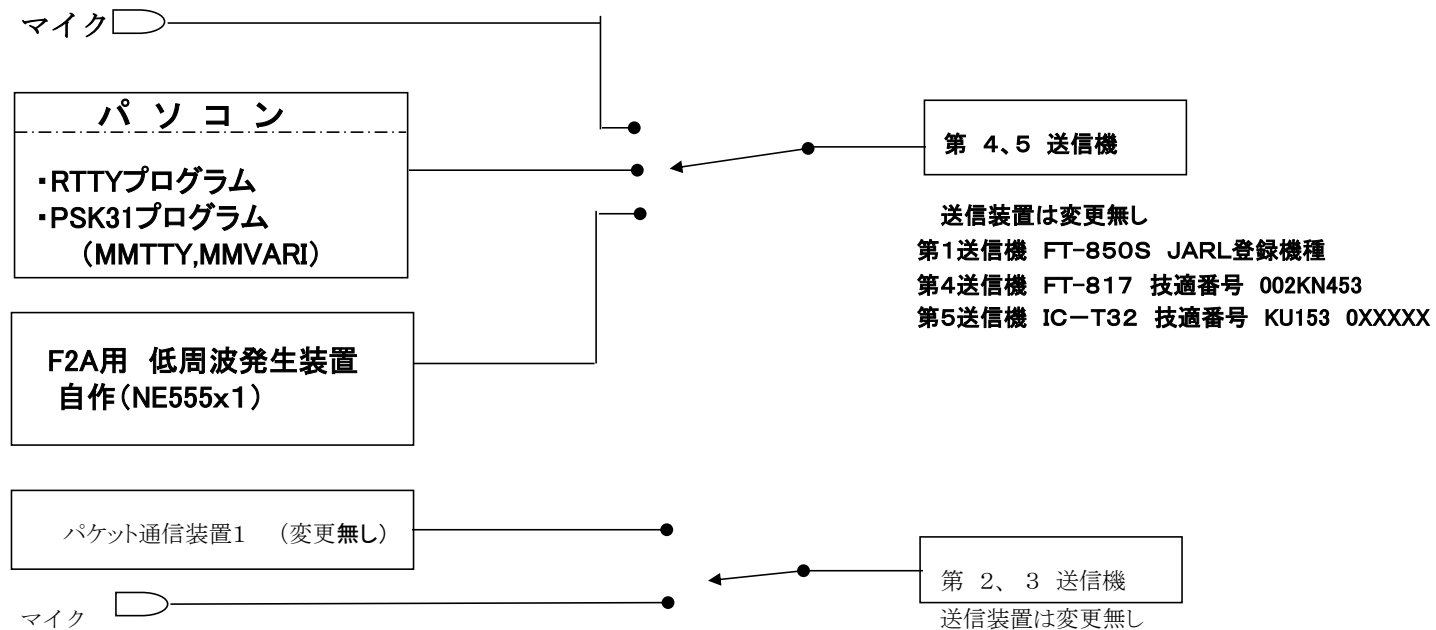 マイク
パ ソ コ ン
・RTTYプログラム
・PSK31プログラム
(MMTTY,MMVARI)
F2A用 低周波発生装置
自作(NE555x1)
第 4、5 送信機
送信装置は変更無し
第1送信機 FT-850S JARL登録機種
第4送信機 FT-817 技適番号 002KN453
第5送信機 IC-T32 技適番号 KU153 0XXXXX
パケット通信装置1 (変更無し)
マイク
第 2、3 送信機
送信装置は変更無し